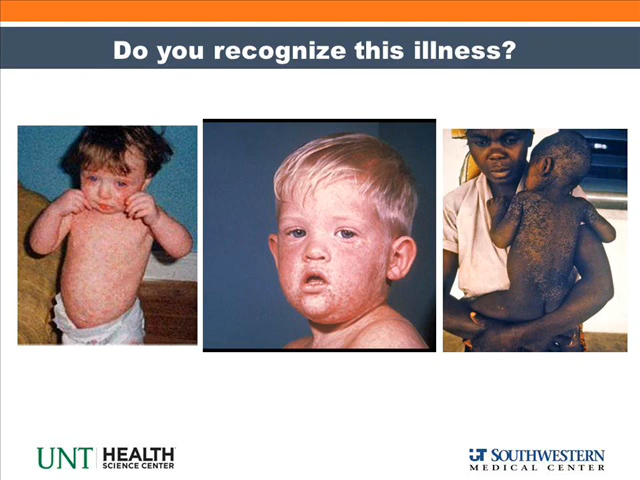 Do you recognize this illness?
UNT HEALTH
SCIENCE CENTER
UT SOUTHWESTERN
MEDICAL CENTER